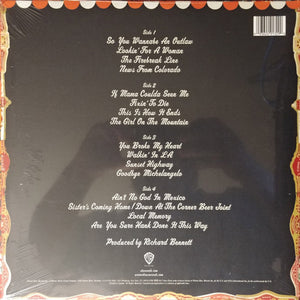 Side 1
So You Wannabe An Outlaw
Lookin' For A Woman
The Firebreak Line
News From Colorado
Side 2
If Mama Coulda Seen Me
Fixin' To Die
This Is How It Ends
The Girl On The Mountain
Side 3
You Broke My Heart
Walkin' In LA
Sunset Highway
Goodbye Michelangelo
Side 4
Ain't No God In Mexico
Sister's Coming Home / Down At The Corner Beer Joint
Local Memory
Are You Sure Hank Done It This Way
Produced by Richard Bennett